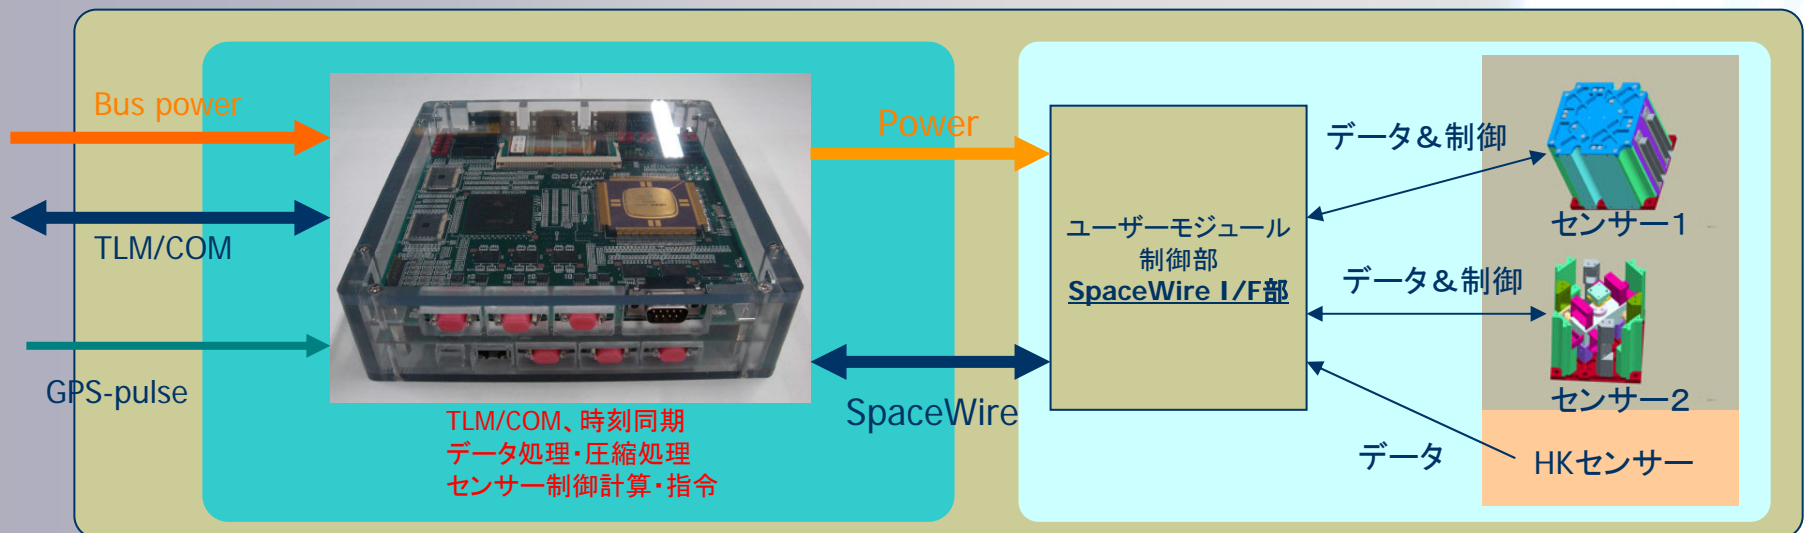 Bus power
TLM/COM
GPS-pulse
TLM/COM、時刻同期
データ処理・圧縮処理
センサー制御計算・指令
Power
SpaceWire
ユーザーモジュール
制御部
SpaceWire I/F部
データ＆制御
センサー１
データ＆制御
センサー２
データ
HKセンサー